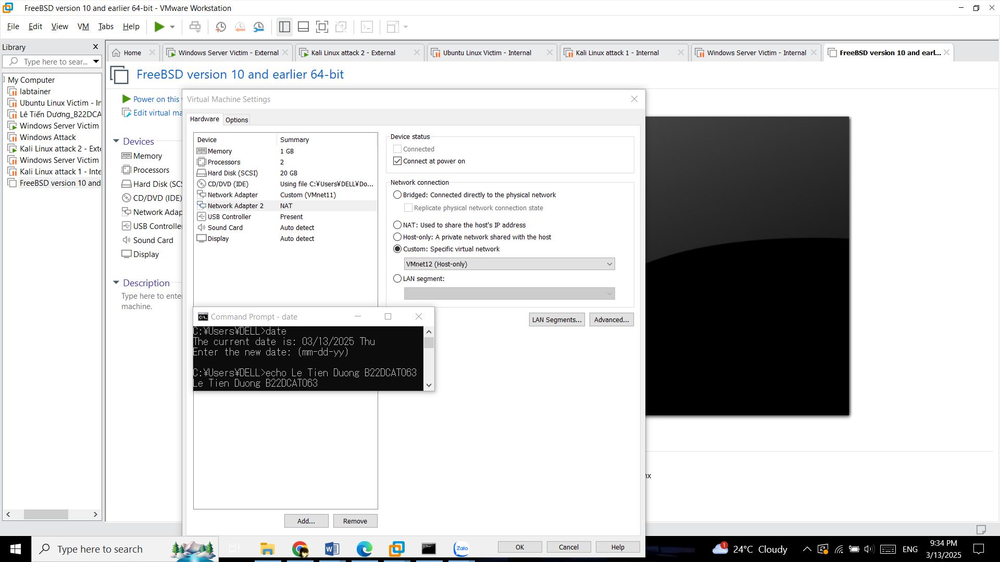 FreeBSD version 10 and earlier 64-bit - VMware Workstation
File Edit View VM Tabs Help
Library
Type here to sear...
My Computer
labtainer
Ubuntu Linux Victim - In
Lê Tiến Dương_B22DCA
Windows Server Victim
Windows Attack
Kali Linux attack 2 - Exte
Windows Server Victim
Kali Linux attack 1 - Inte
FreeBSD version 10 and
Home
Windows Server Victim - External
Kali Linux attack 2 - External
Ubuntu Linux Victim - Internal
Kali Linux attack 1 - Internal
Windows Server Victim - Internal
FreeBSD version 10 and earl...
FreeBSD version 10 and earlier 64-bit
Power on this
Edit virtual ma
Devices
Memory
Processors
Hard Disk (SCS
CD/DVD (IDE)
Network Adap
USB Controlle
Sound Card
Display
Description
Type here to ente
machine.
Virtual Machine Settings
Hardware
Options
Device Summary
Memory 1 GB
Processors 2
Hard Disk (SCSI) 20 GB
CD/DVD (IDE) Using file C:¥Users¥DELL¥Do...
Network Adapter Custom (VMnet11)
Network Adapter 2 NAT
USB Controller Present
Sound Card Auto detect
Display Auto detect
Device status
Connected
Connect at power on
Network connection
Bridged: Connected directly to the physical network
Replicate physical network connection state
NAT: Used to share the host's IP address
Host-only: A private network shared with the host
Custom: Specific virtual network
VMnet12 (Host-only)
LAN segment:
LAN Segments... Advanced...
Command Prompt - date
C:¥Users¥DELL>date
The current date is: 03/13/2025 Thu
Enter the new date: (mm-dd-yy)
C:¥Users¥DELL>echo Le Tien Duong B22DCAT063
Le Tien Duong B22DCAT063
Add... Remove
OK Cancel Help
nx
Type here to search
Zalo
1
24°C Cloudy
ENG
9:34 PM
3/13/2025